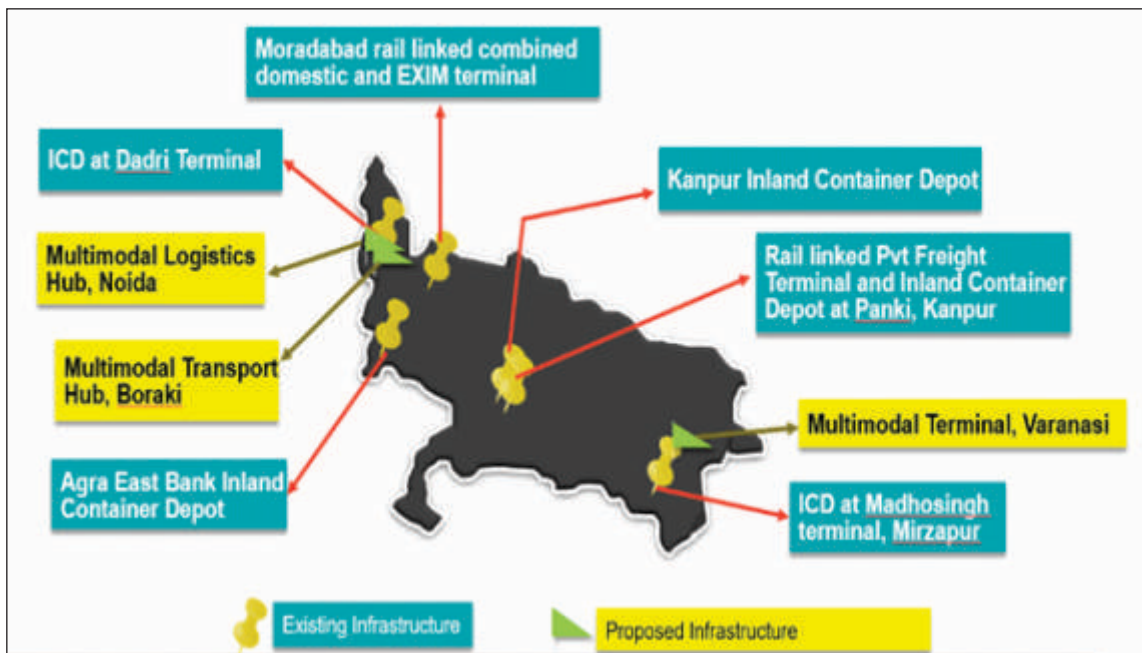 Moradabad rail linked combined
domestic and EXIM terminal
ICD at Dadri Terminal
Kanpur Inland Container Depot
Multimodal Logistics
Hub, Noida
Rail linked Pvt Freight
Terminal and Inland Container
Depot at Panki, Kanpur
Multimodal Transport
Hub, Boraki
Multimodal Terminal, Varanasi
Agra East Bank Inland
Container Depot
ICD at Madhosingh
terminal, Mirzapur
Existing Infrastructure
Proposed Infrastructure